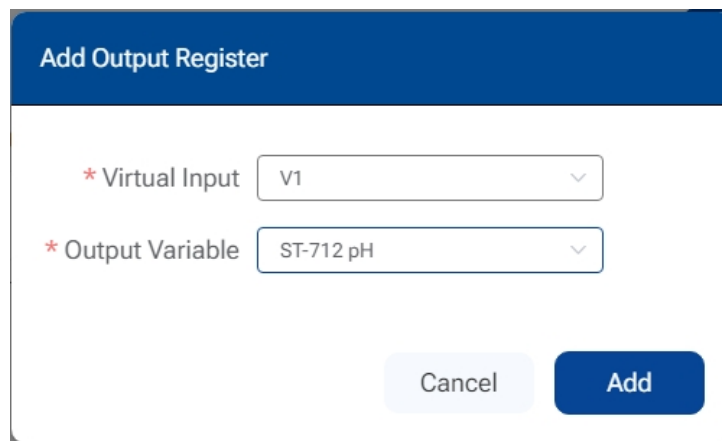 Add Output Register
* Virtual Input V1
* Output Variable ST-712 pH
Cancel Add